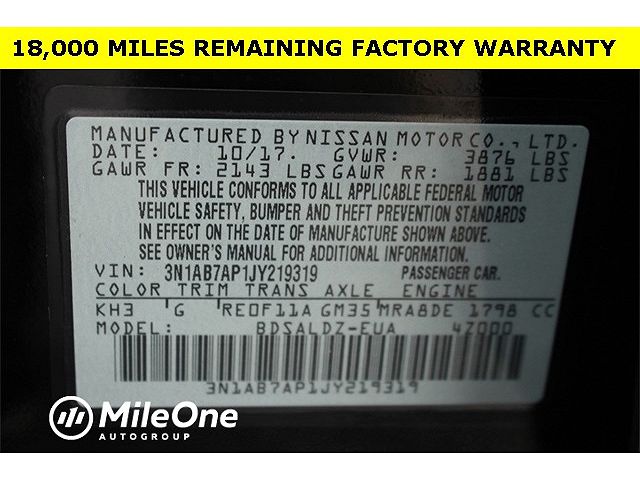 18,000 MILES REMAINING FACTORY WARRANTY
MANUFACTURED BY NISSAN MOTOR CO., LTD.
DATE: 10/17. GVWR: 3876 LBS
GAWR FR: 2143 LBS GAWR RR: 1881 LBS
THIS VEHICLE CONFORMS TO ALL APPLICABLE FEDERAL MOTOR
VEHICLE SAFETY, BUMPER AND THEFT PREVENTION STANDARDS
IN EFFECT ON THE DATE OF MANUFACTURE SHOWN ABOVE.
SEE OWNER'S MANUAL FOR ADDITIONAL INFORMATION.
VIN: 3N1AB7AP1JY219319 PASSENGER CAR.
COLOR TRIM TRANS AXLE ENGINE
KH3 G RE0F11A GM35 MRA8DE 1798 CC
MODEL: BDSALDZ-EUA 4Z000
3N1AB7AP1JY219319
MileOne
AUTOGROUP